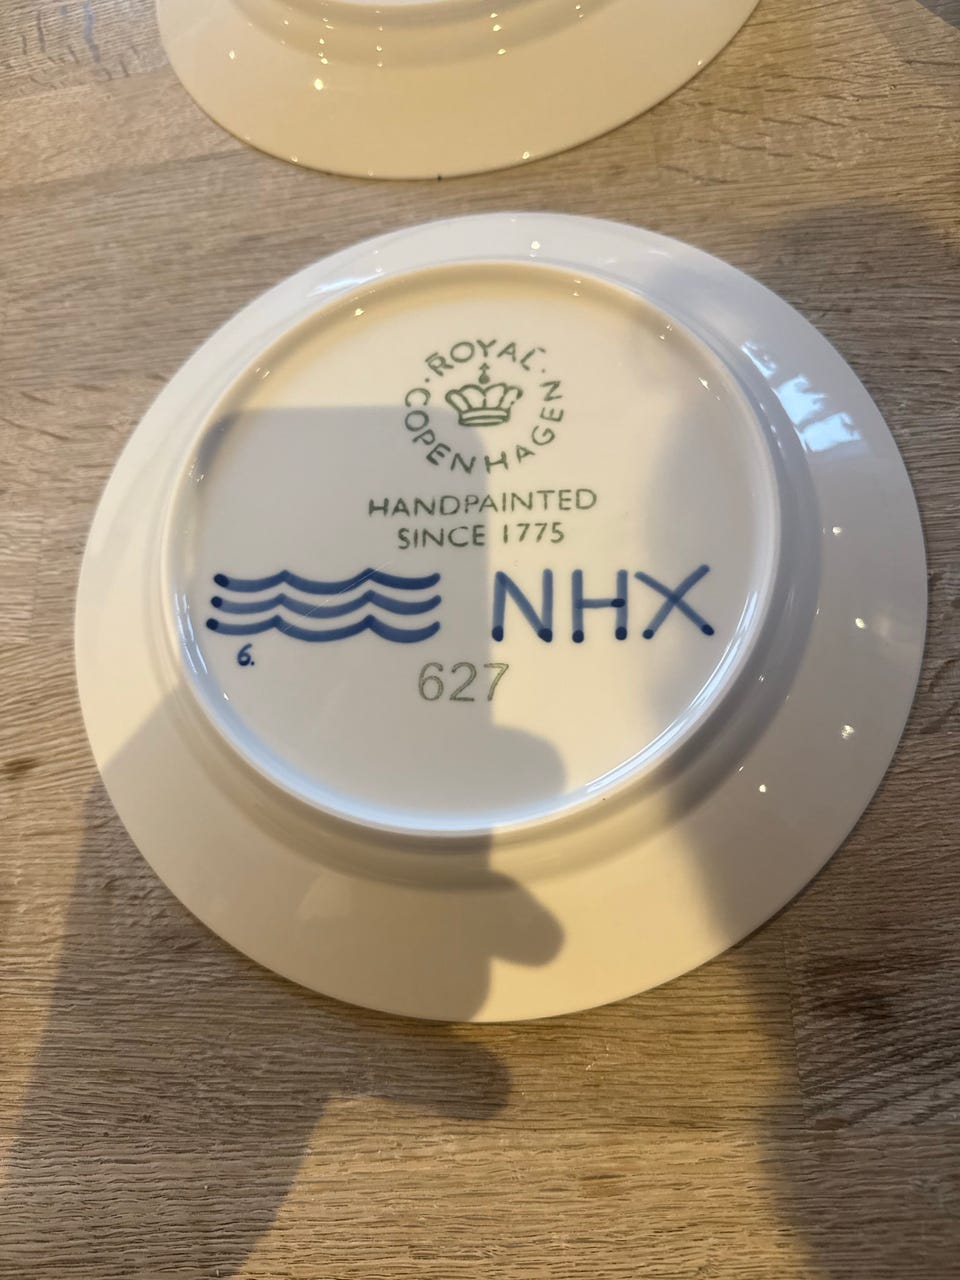 ROYAL COPENHAGEN
HANDPAINTED
SINCE 1775
NHX
6.
627